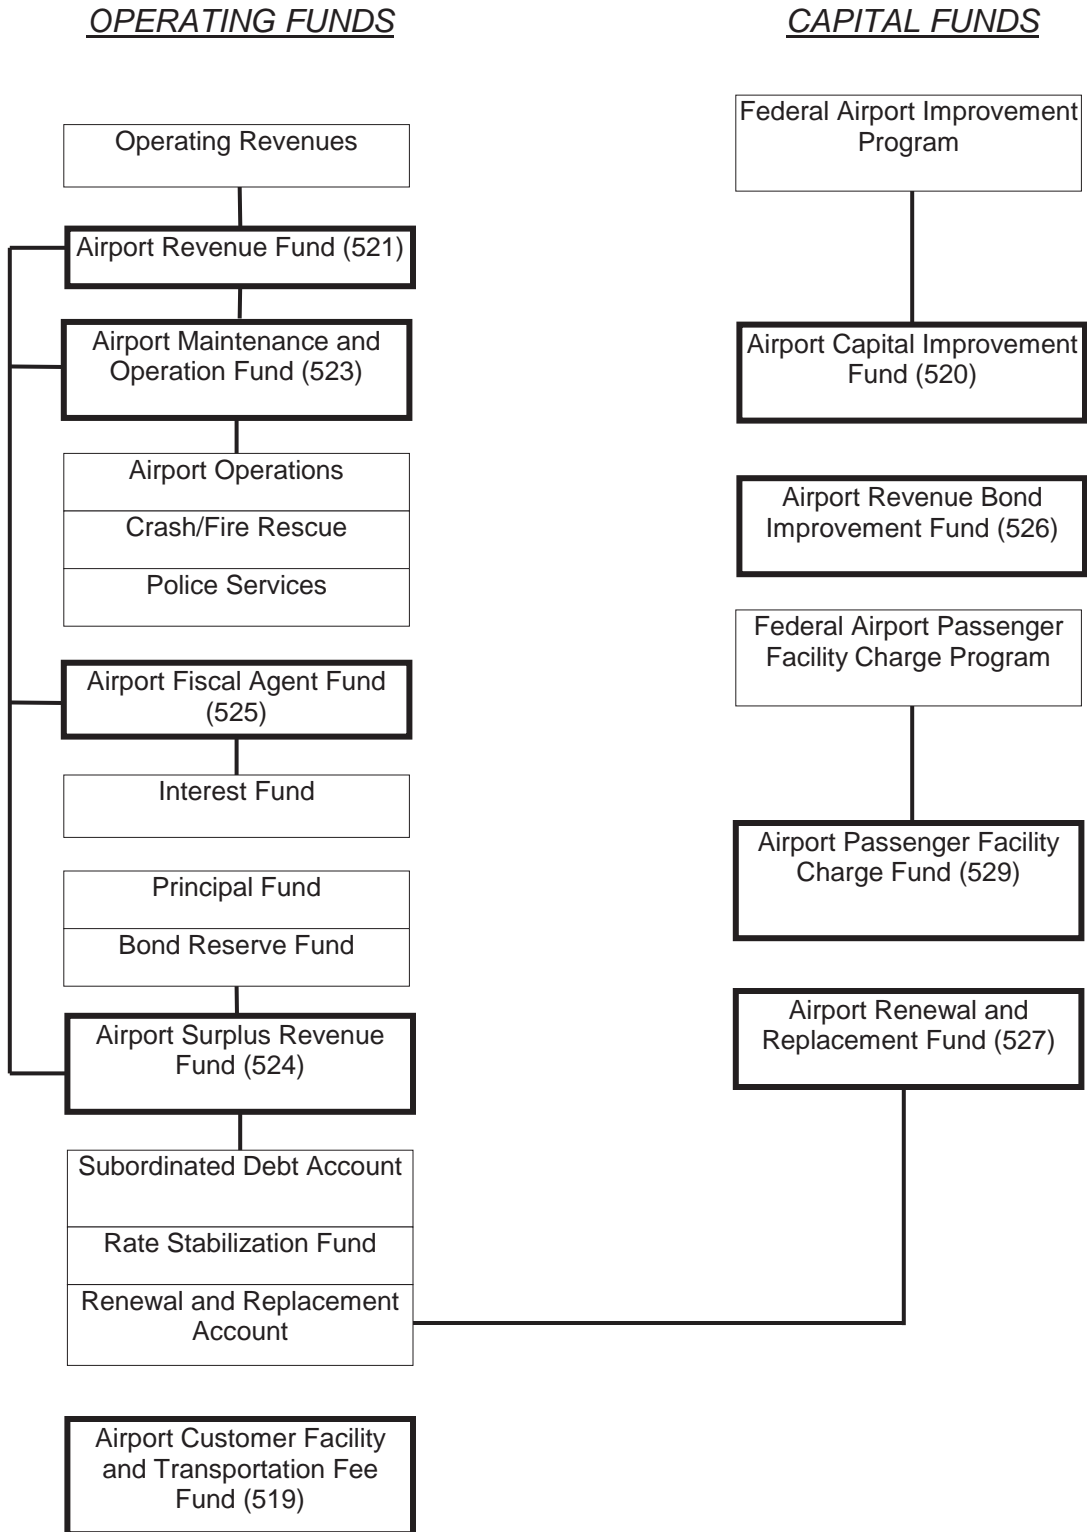 OPERATING FUNDS
Operating Revenues
Airport Revenue Fund (521)
Airport Maintenance and
Operation Fund (523)
Airport Operations
Crash/Fire Rescue
Police Services
Airport Fiscal Agent Fund
(525)
Interest Fund
Principal Fund
Bond Reserve Fund
Airport Surplus Revenue
Fund (524)
Subordinated Debt Account
Rate Stabilization Fund
Renewal and Replacement
Account
Airport Customer Facility
and Transportation Fee
Fund (519)
CAPITAL FUNDS
Federal Airport Improvement
Program
Airport Capital Improvement
Fund (520)
Airport Revenue Bond
Improvement Fund (526)
Federal Airport Passenger
Facility Charge Program
Airport Passenger Facility
Charge Fund (529)
Airport Renewal and
Replacement Fund (527)